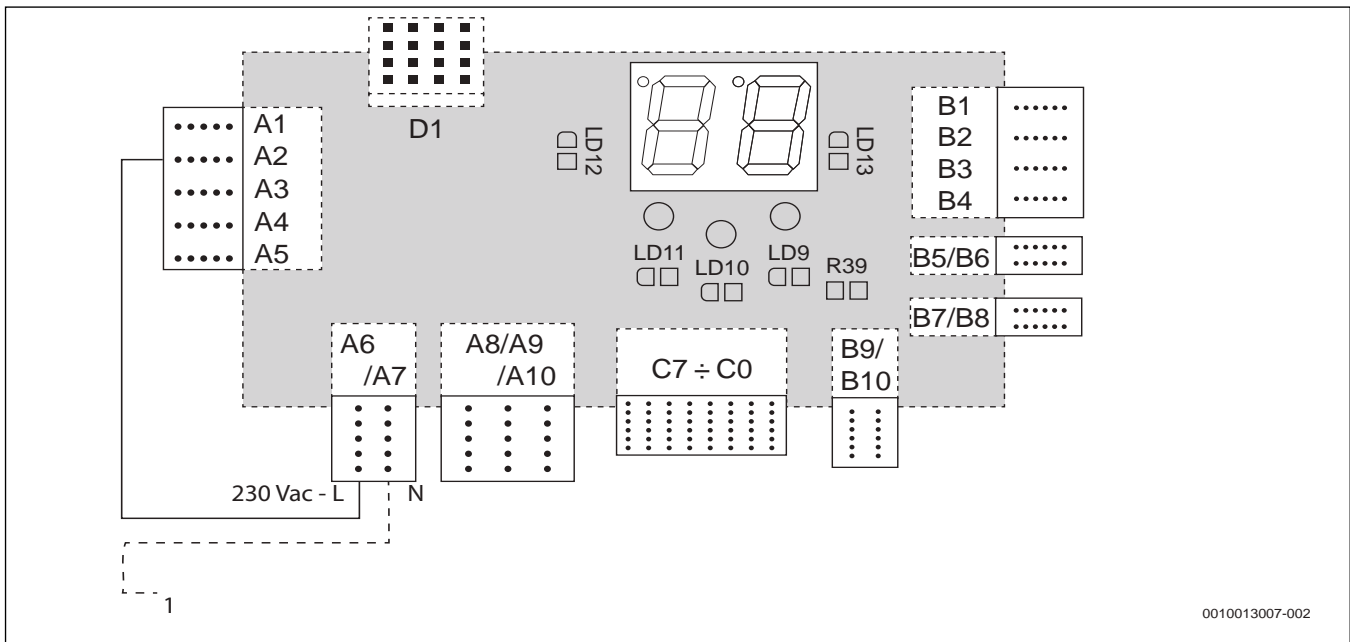 D1
A1
A2
A3
A4
A5
LD12
LD13
B1
B2
B3
B4
LD11
LD10
LD9
R39
B5/B6
B7/B8
A6
/A7
A8/A9
/A10
C7 ÷ C0
B9/
B10
230 Vac - L
N
1
0010013007-002